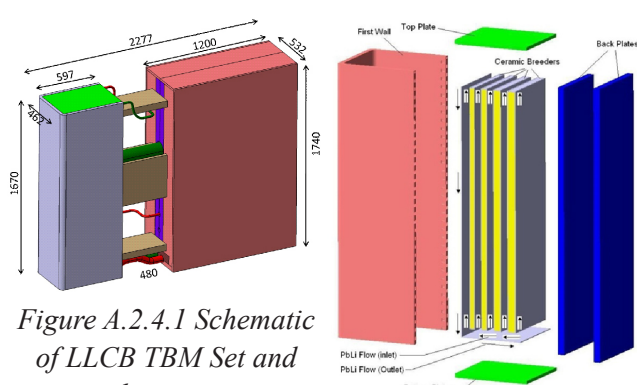 2277
1200
532
597
462
1670
1740
480
Figure A.2.4.1 Schematic
of LLCB TBM Set and
First Wall
Top Plate
Ceramic Breeders
Back Plates
PbLi Flow (inlet)
PbLi Flow (Outlet)